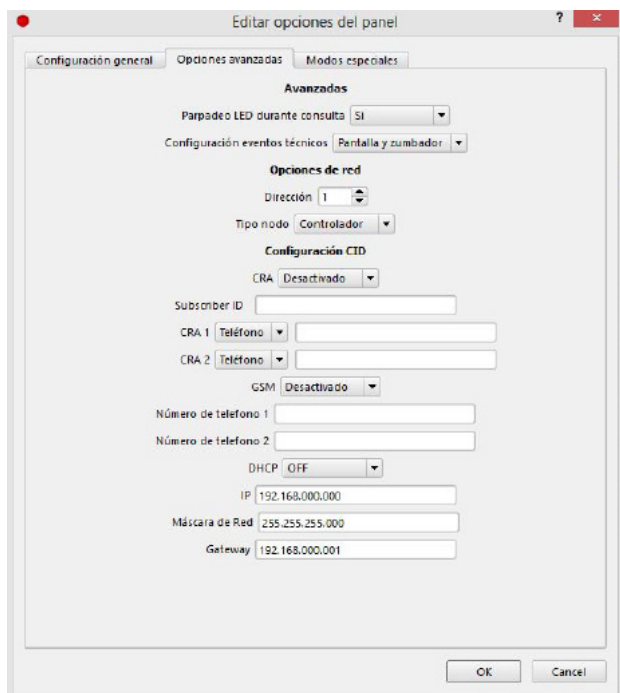 Editar opciones del panel ? ×
Configuración general Opciones avanzadas Modos especiales
Avanzadas
Parpadeo LED durante consulta Si
Configuración eventos técnicos Pantalla y zumbador
Opciones de red
Dirección 1
Tipo nodo Controlador
Configuración CID
CRA Desactivado
Subscriber ID
CRA 1 Teléfono
CRA 2 Teléfono
GSM Desactivado
Número de telefono 1
Número de telefono 2
DHCP OFF
IP 192.168.000.000
Máscara de Red 255.255.255.000
Gateway 192.168.000.001
OK Cancel